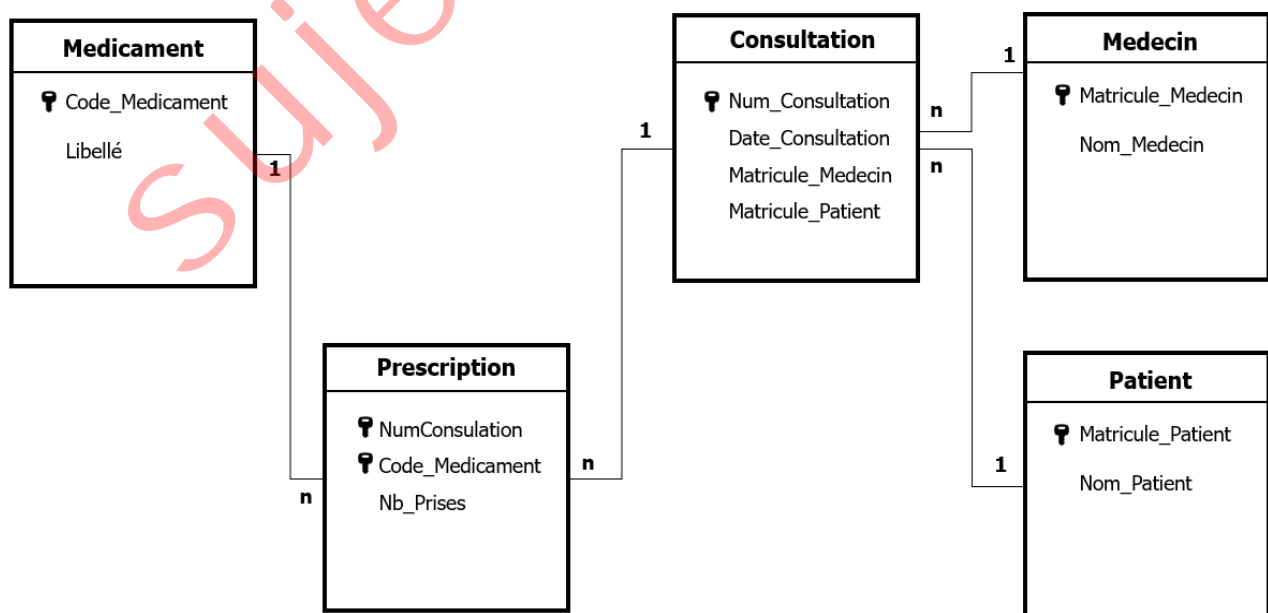 Medicament
Code_Medicament
Libellé
1
n
Prescription
NumConsulation
Code_Medicament
Nb_Prises
n
1
Consultation
Num_Consultation
Date_Consultation
Matricule_Medecin
Matricule_Patient
n
n
1
Medecin
Matricule_Medecin
Nom_Medecin
1
Patient
Matricule_Patient
Nom_Patient
suje